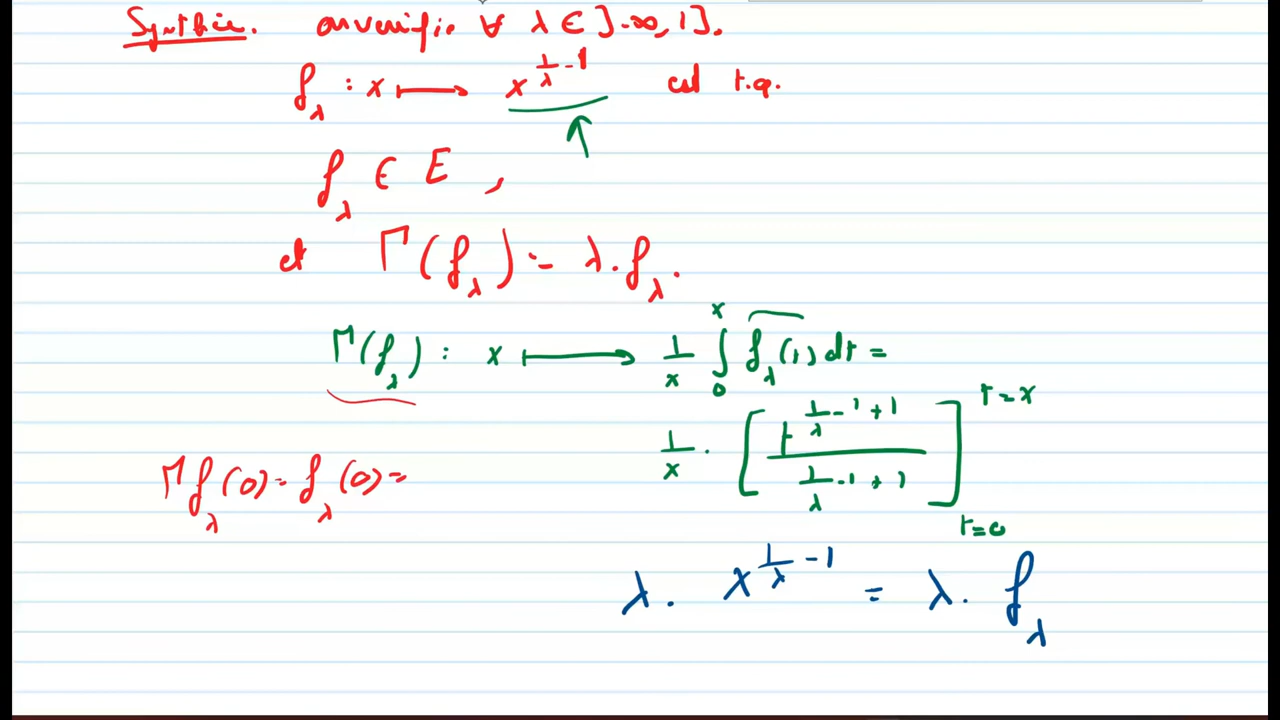 Synthèse. on vérifie ∀ λ ∈ ]-∞, 1].
f_λ : x ⟼ x^{1/λ - 1} est t.q.
f_λ ∈ E ,
et Γ(f_λ) = λ. f_λ.
Γ(f_λ) : x ⟼ 1/x ∫_0^x f_λ(t) dt =
1/x . [ t^{1/λ - 1 + 1} / (1/λ - 1 + 1) ]_{t=0}^{t=x}
Γf_λ(0) = f_λ(0) =
λ. x^{1/λ - 1} = λ. f_λ